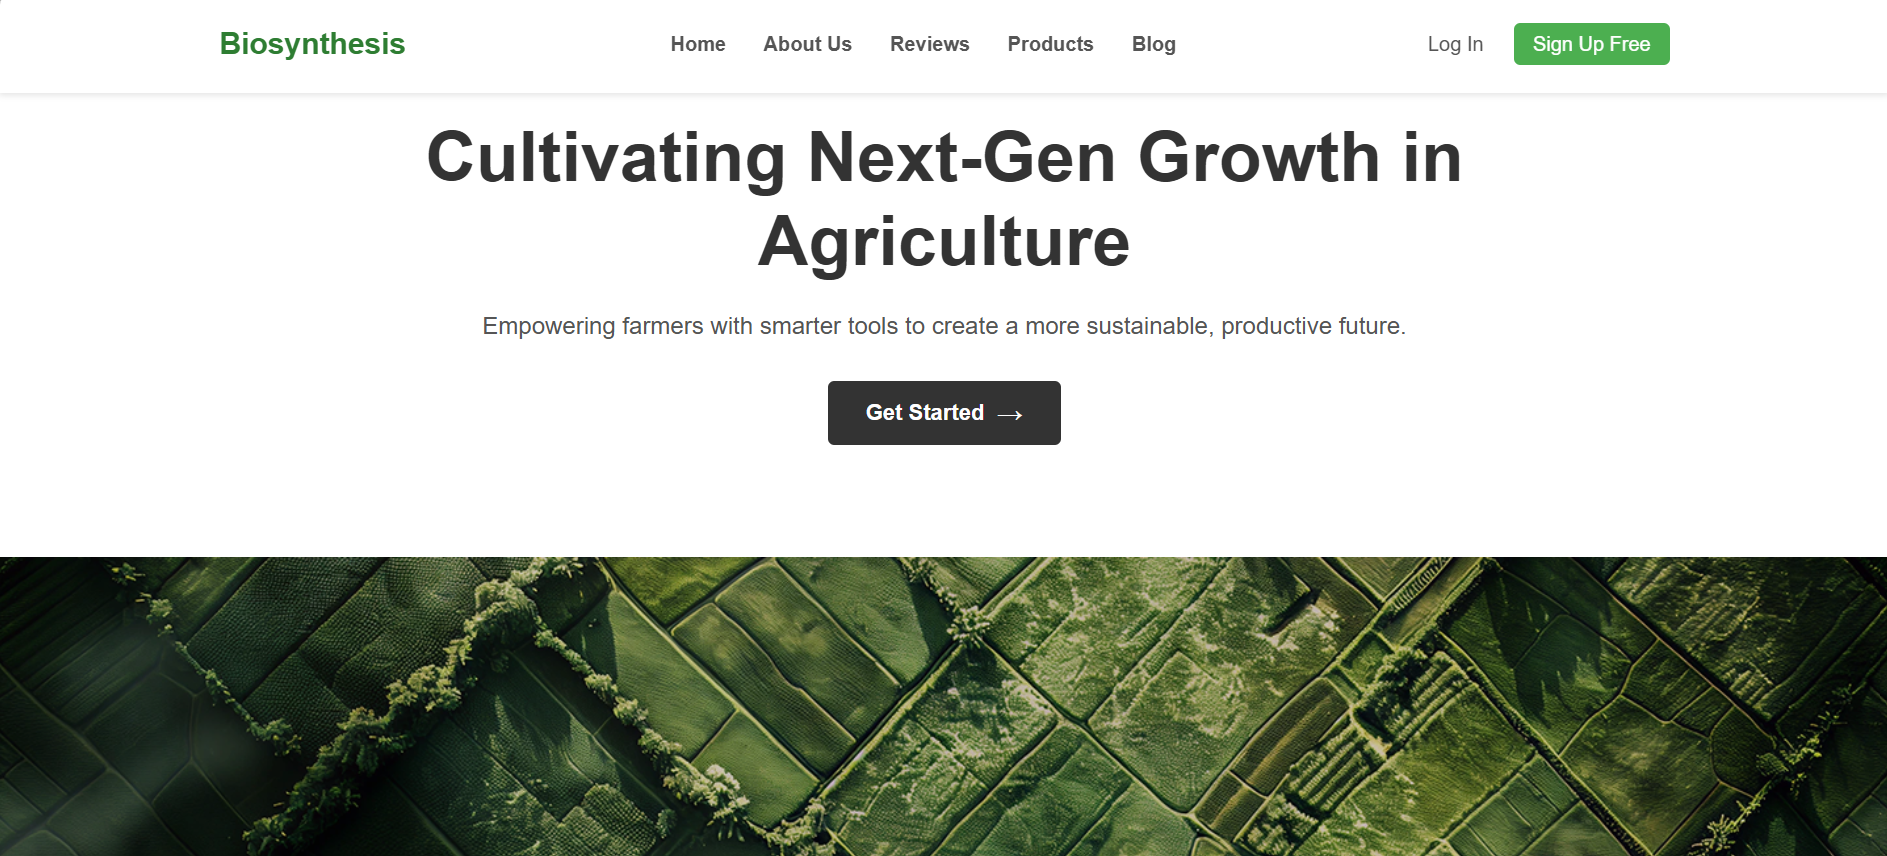 Biosynthesis Home About Us Reviews Products Blog Log In Sign Up Free
Cultivating Next-Gen Growth in
Agriculture
Empowering farmers with smarter tools to create a more sustainable, productive future.
Get Started →